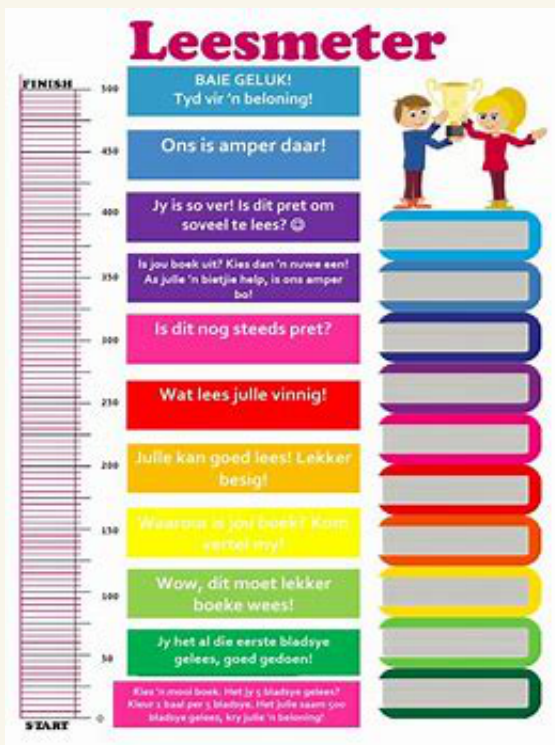 Leesmeter
FINISH
500
BAIE GELUK!
Tyd vir 'n beloning!
450
Ons is amper daar!
400
Jy is so ver! Is dit pret om
soveel te lees? ☺
350
Is jou boek uit? Kies dan 'n nuwe een!
As julle 'n bietjie help, is ons amper
bo!
300
Is dit nog steeds pret?
250
Wat lees julle vinnig!
200
Julle kan goed lees! Lekker
besig!
150
Waaroor is jou boek? Kom
vertel my!
100
Wow, dit moet lekker
boeke wees!
50
Jy het al die eerste bladsye
gelees, goed gedoen!
Kies 'n mooi boek. Het jy 5 bladsye gelees?
Kleur 1 baal per 5 bladsye. Het julle saam 500
bladsye gelees, kry julle 'n beloning!
START
0